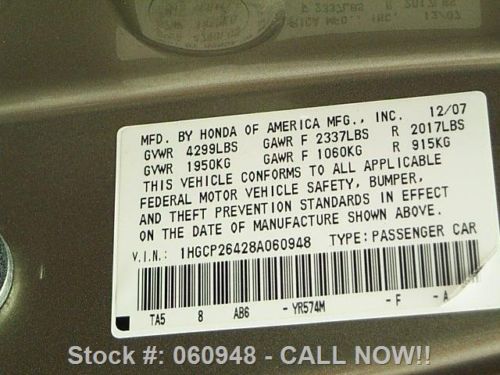 MFD. BY HONDA OF AMERICA MFG., INC. 12/07
GVWR 4299LBS GAWR F 2337LBS R 2017LBS
GVWR 1950KG GAWR F 1060KG R 915KG
THIS VEHICLE CONFORMS TO ALL APPLICABLE
FEDERAL MOTOR VEHICLE SAFETY, BUMPER,
AND THEFT PREVENTION STANDARDS IN EFFECT
ON THE DATE OF MANUFACTURE SHOWN ABOVE.
V.I.N.: 1HGCP26428A060948 TYPE: PASSENGER CAR
TA5 8 AB6 - YR574M - F - A
Stock #: 060948 - CALL NOW!!